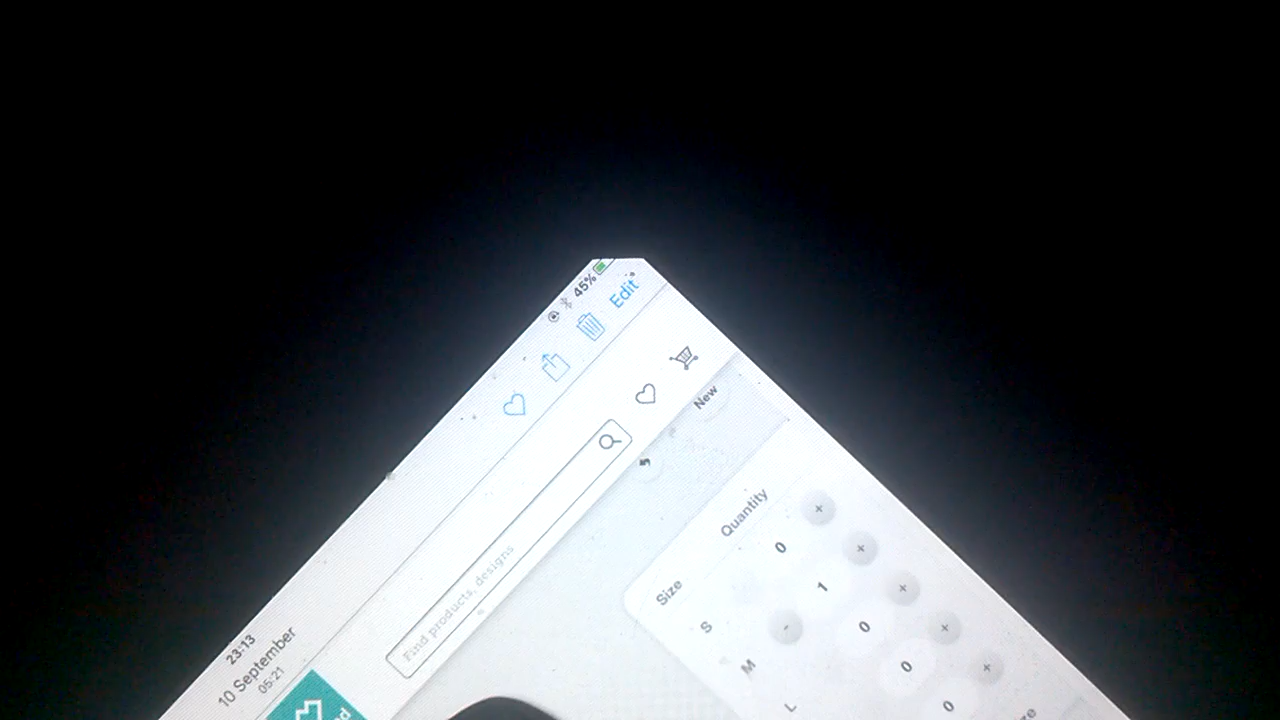 45%
Edit
23:13
10 September
05:21
Find products, designs
New
Size Quantity
S 0 +
M - 1 +
L 0 +
0 +
0 +